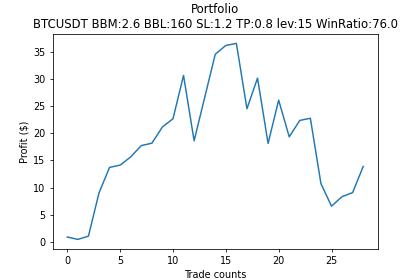 Portfolio
BTCUSDT BBM:2.6 BBL:160 SL:1.2 TP:0.8 lev:15 WinRatio:76.0
35
30
25
20
15
10
5
0
Profit ($)
0 5 10 15 20 25
Trade counts